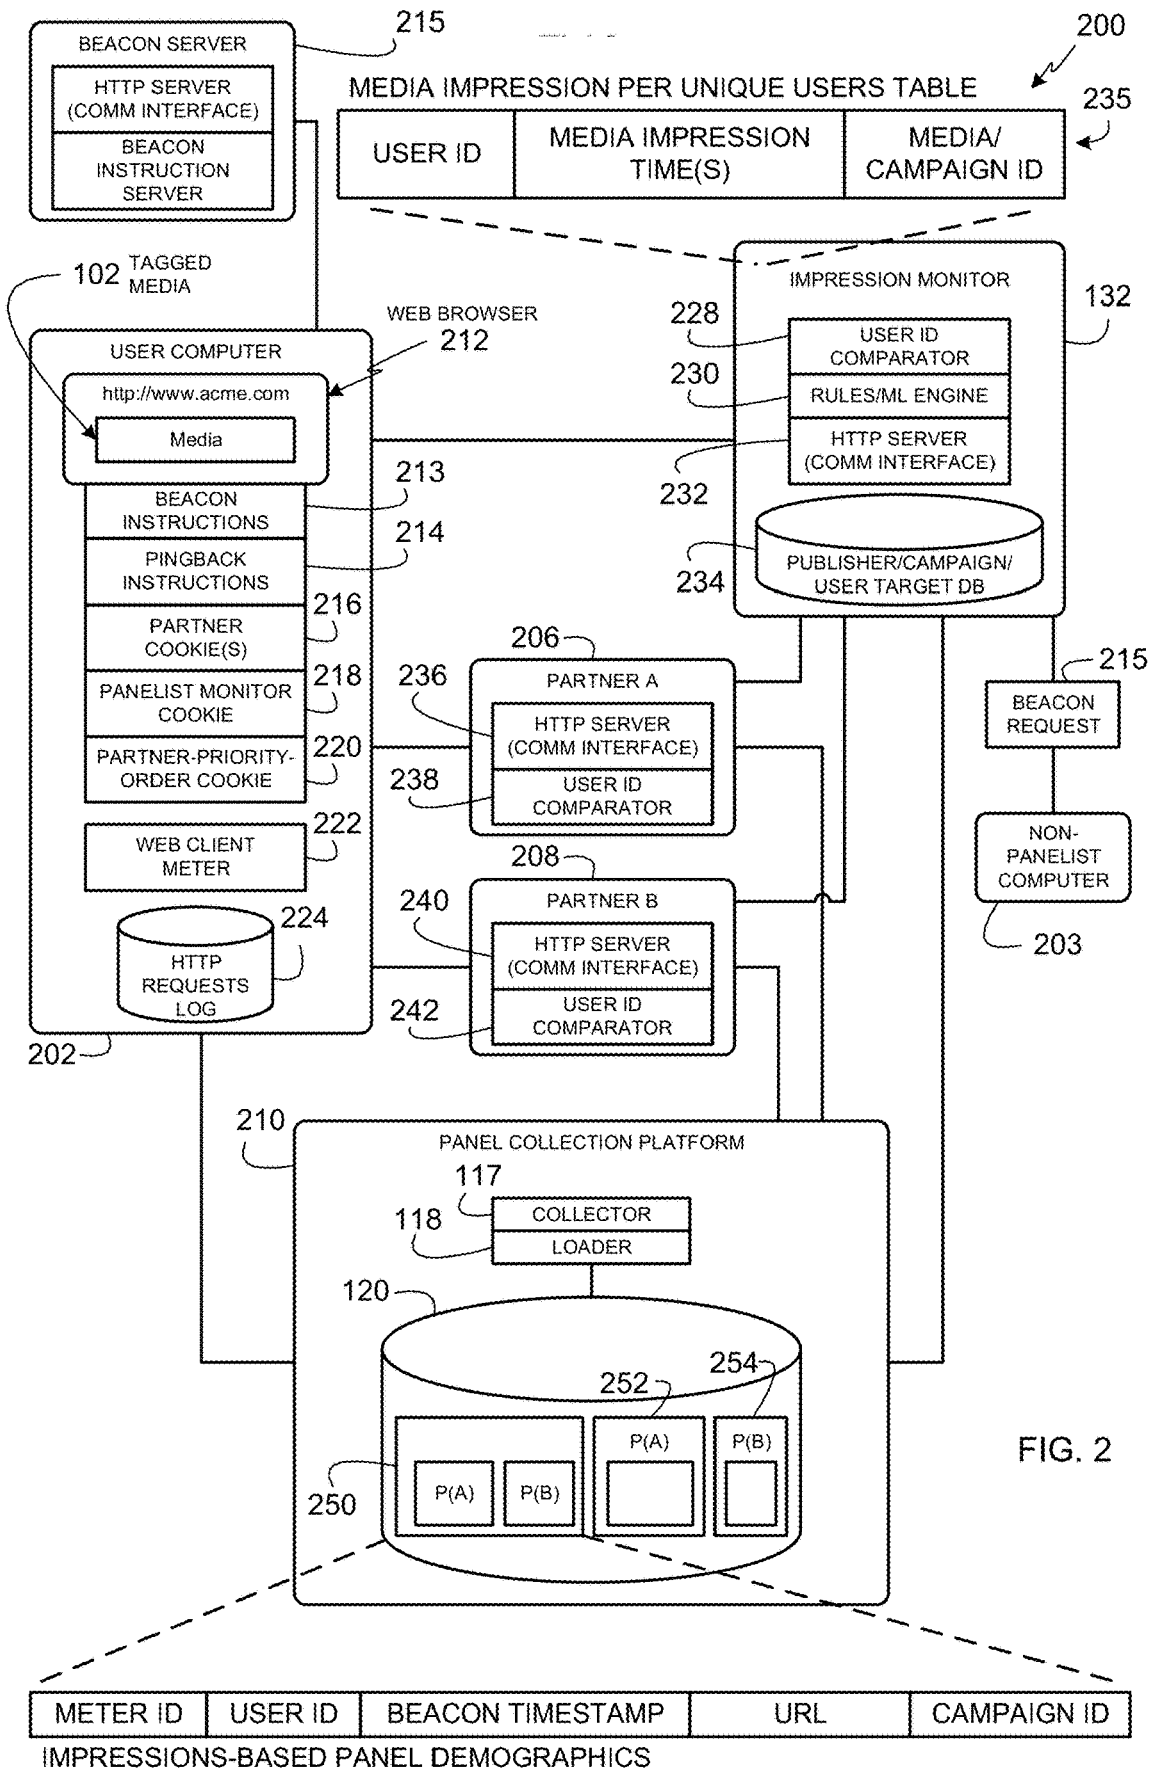 BEACON SERVER
215
HTTP SERVER
(COMM INTERFACE)
BEACON
INSTRUCTION
SERVER
200
MEDIA IMPRESSION PER UNIQUE USERS TABLE
235
USER ID
MEDIA IMPRESSION
TIME(S)
MEDIA/
CAMPAIGN ID
102
TAGGED
MEDIA
WEB BROWSER
212
USER COMPUTER
http://www.acme.com
Media
213
BEACON
INSTRUCTIONS
214
PINGBACK
INSTRUCTIONS
216
PARTNER
COOKIE(S)
218
PANELIST MONITOR
COOKIE
220
PARTNER-PRIORITY-
ORDER COOKIE
222
WEB CLIENT
METER
224
HTTP
REQUESTS
LOG
202
IMPRESSION MONITOR
132
228
USER ID
COMPARATOR
230
RULES/ML ENGINE
HTTP SERVER
(COMM INTERFACE)
232
234
PUBLISHER/CAMPAIGN/
USER TARGET DB
206
PARTNER A
236
HTTP SERVER
(COMM INTERFACE)
238
USER ID
COMPARATOR
208
PARTNER B
240
HTTP SERVER
(COMM INTERFACE)
242
USER ID
COMPARATOR
215
BEACON
REQUEST
NON-
PANELIST
COMPUTER
203
210
PANEL COLLECTION PLATFORM
117
COLLECTOR
118
LOADER
120
254
252
P(A)
P(B)
250
P(A)
P(B)
FIG. 2
METER ID
USER ID
BEACON TIMESTAMP
URL
CAMPAIGN ID
IMPRESSIONS-BASED PANEL DEMOGRAPHICS